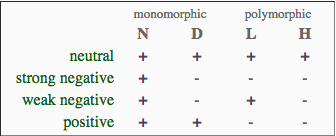 monomorphic polymorphic
N D L H
neutral + + + +
strong negative + - - -
weak negative + - + -
positive + + - -